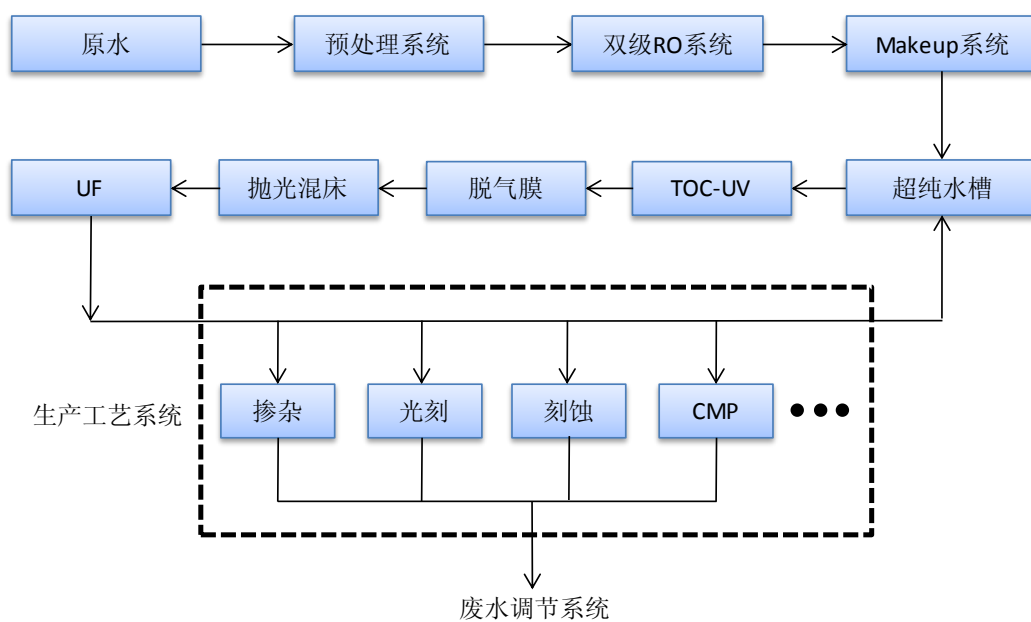 原水
预处理系统
双级RO系统
Makeup系统
UF
抛光混床
脱气膜
TOC-UV
超纯水槽
生产工艺系统
掺杂
光刻
刻蚀
CMP
废水调节系统